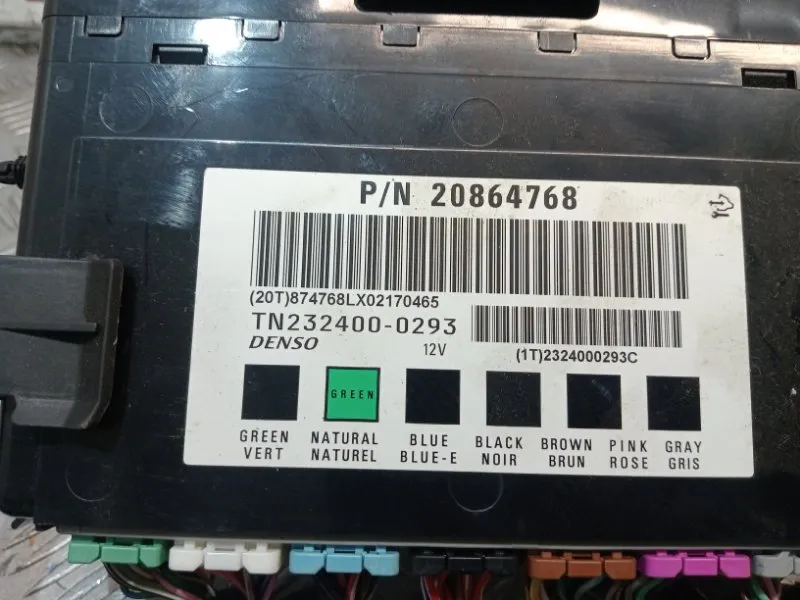 P/N 20864768
(20T)874768LX02170465
TN232400-0293
DENSO 12V
(1T)2324000293C
GREEN
GREEN NATURAL BLUE BLACK BROWN PINK GRAY
VERT NATUREL BLUE-E NOIR BRUN ROSE GRIS